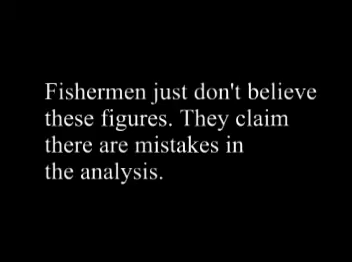 Fishermen just don't believe
these figures. They claim
there are mistakes in
the analysis.